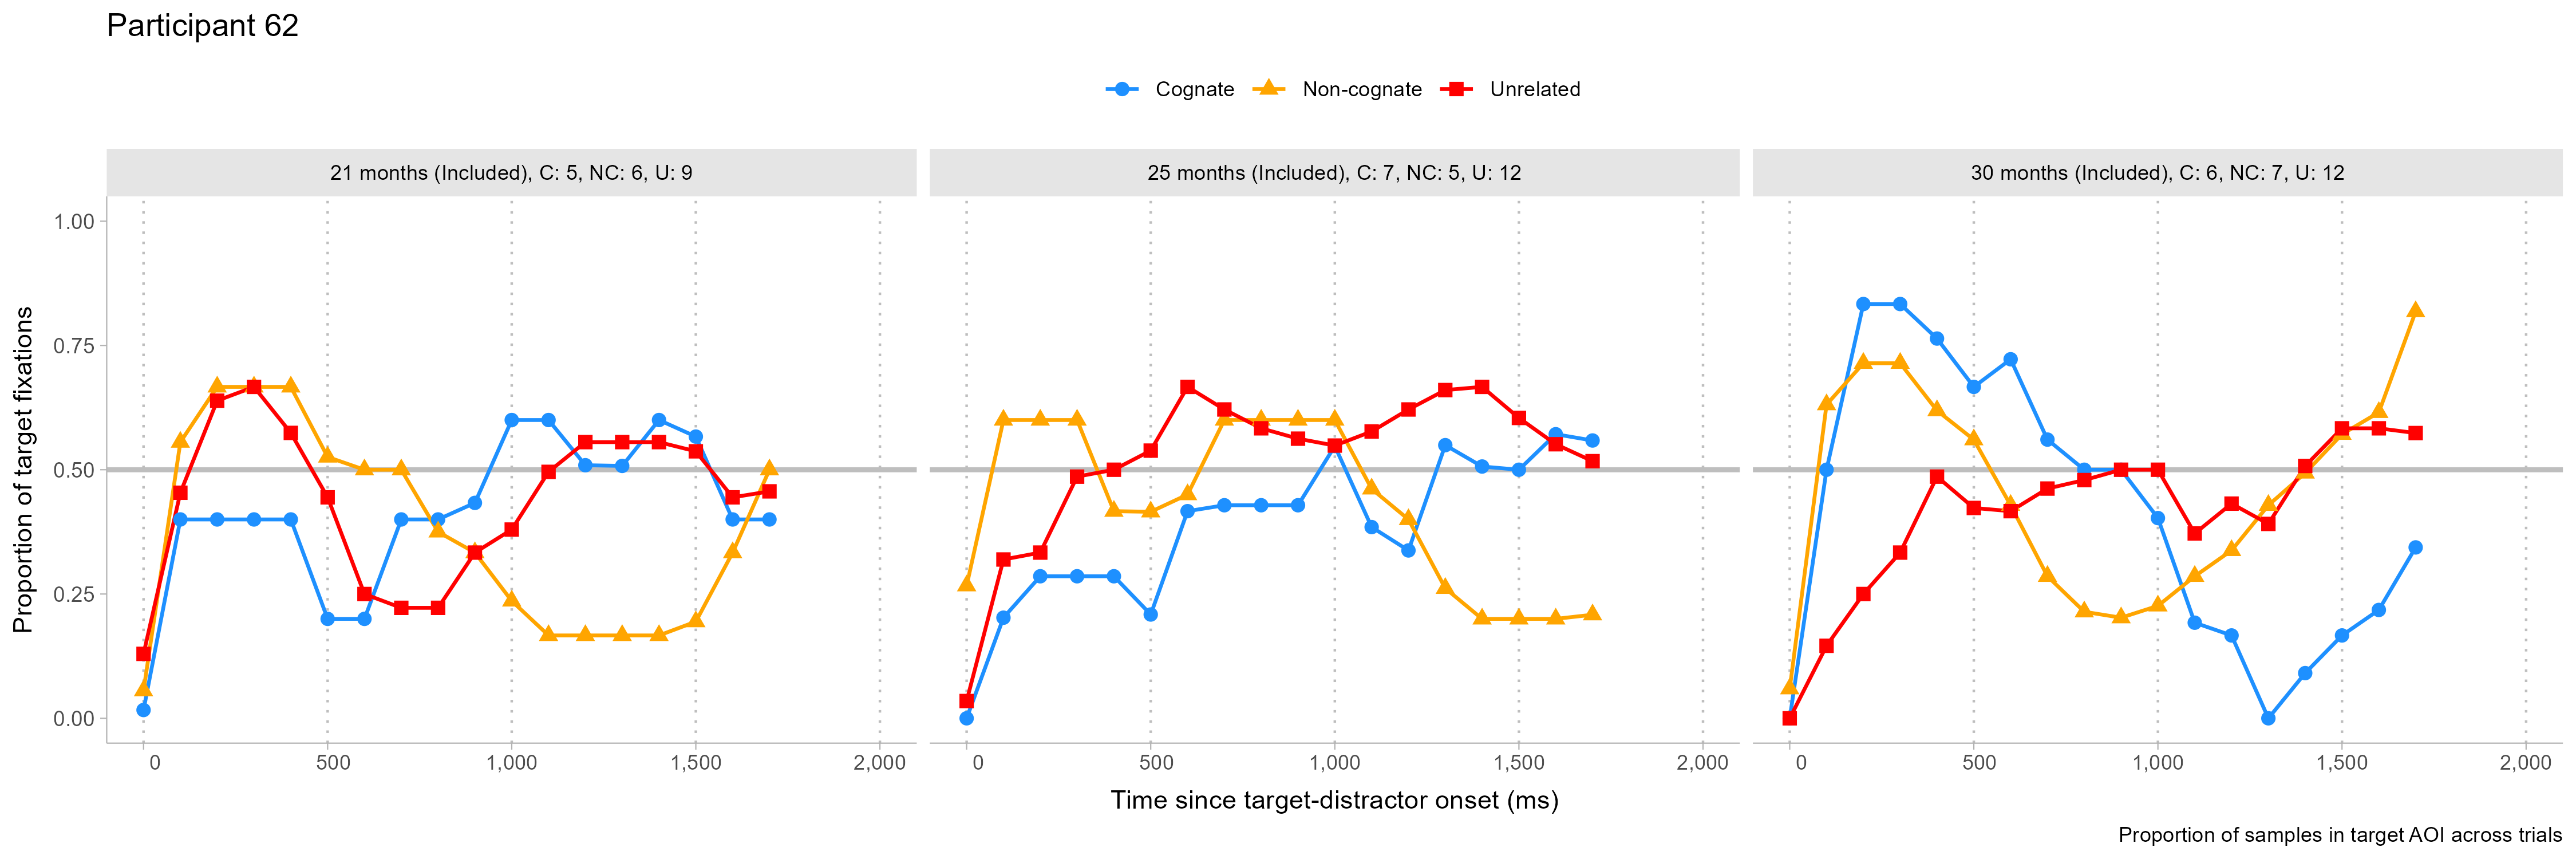 Participant 62
Cognate Non-cognate Unrelated
21 months (Included), C: 5, NC: 6, U: 9
25 months (Included), C: 7, NC: 5, U: 12
30 months (Included), C: 6, NC: 7, U: 12
Proportion of target fixations
1.00
0.75
0.50
0.25
0.00
0 500 1,000 1,500 2,000
0 500 1,000 1,500 2,000
0 500 1,000 1,500 2,000
Time since target-distractor onset (ms)
Proportion of samples in target AOI across trials